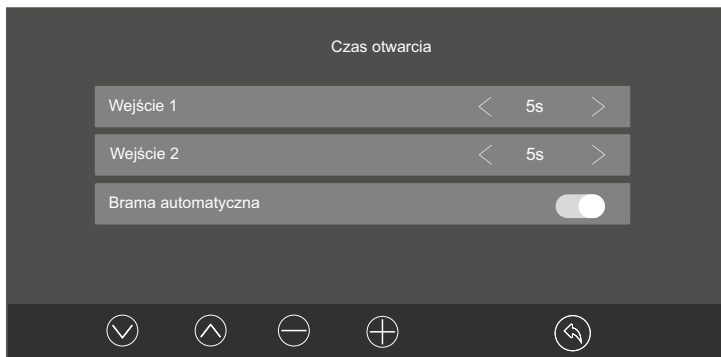 Czas otwarcia
Wejście 1 5s
Wejście 2 5s
Brama automatyczna